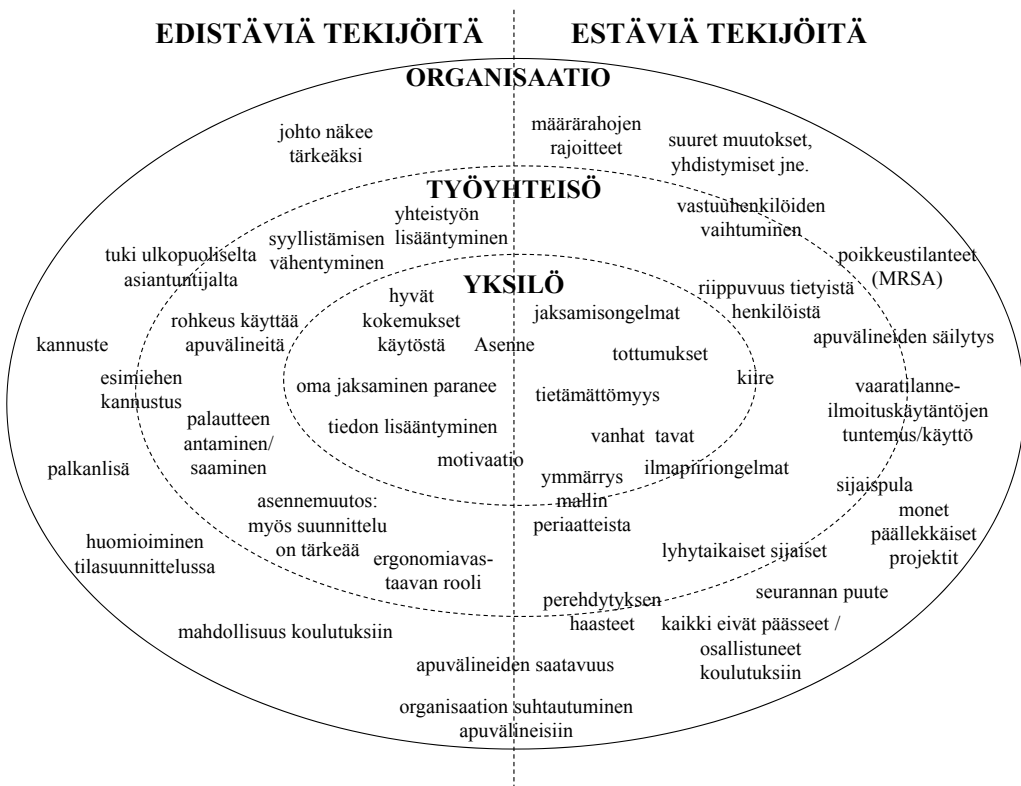 EDISTÄVIÄ TEKIJÖITÄ
ESTÄVIÄ TEKIJÖITÄ
ORGANISAATIO
johto näkee
tärkeäksi
määrärahojen
rajoitteet
suuret muutokset,
yhdistymiset jne.
TYÖYHTEISÖ
yhteistyön
lisääntyminen
syyllistämisen
vähentyminen
tuki ulkopuoliselta
asiantuntijalta
vastuuhenkilöiden
vaihtuminen
poikkeustilanteet
(MRSA)
YKSILÖ
hyvät
kokemukset
käytöstä
Asenne
jaksamisongelmat
riippuvuus tietyistä
henkilöistä
rohkeus käyttää
apuvälineitä
kannuste
tottumukset
apuvälineiden säilytys
esimiehen
kannustus
oma jaksaminen paranee
tietämättömyys
kiire
vaaratilanne-
ilmoituskäytäntöjen
tuntemus/käyttö
palautteen
antaminen/
saaminen
tiedon lisääntyminen
vanhat tavat
motivaatio
palkanlisä
ymmärrys
mallin
periaatteista
ilmapiiriongelmat
sijaispula
monet
päällekkäiset
projektit
asennemuutos:
myös suunnittelu
on tärkeää
huomioiminen
tilasuunnittelussa
ergonomiavas-
taavan rooli
lyhytaikaiset sijaiset
perehdytyksen
haasteet
seurannan puute
mahdollisuus koulutuksiin
kaikki eivät päässeet /
osallistuneet
koulutuksiin
apuvälineiden saatavuus
organisaation suhtautuminen
apuvälineisiin